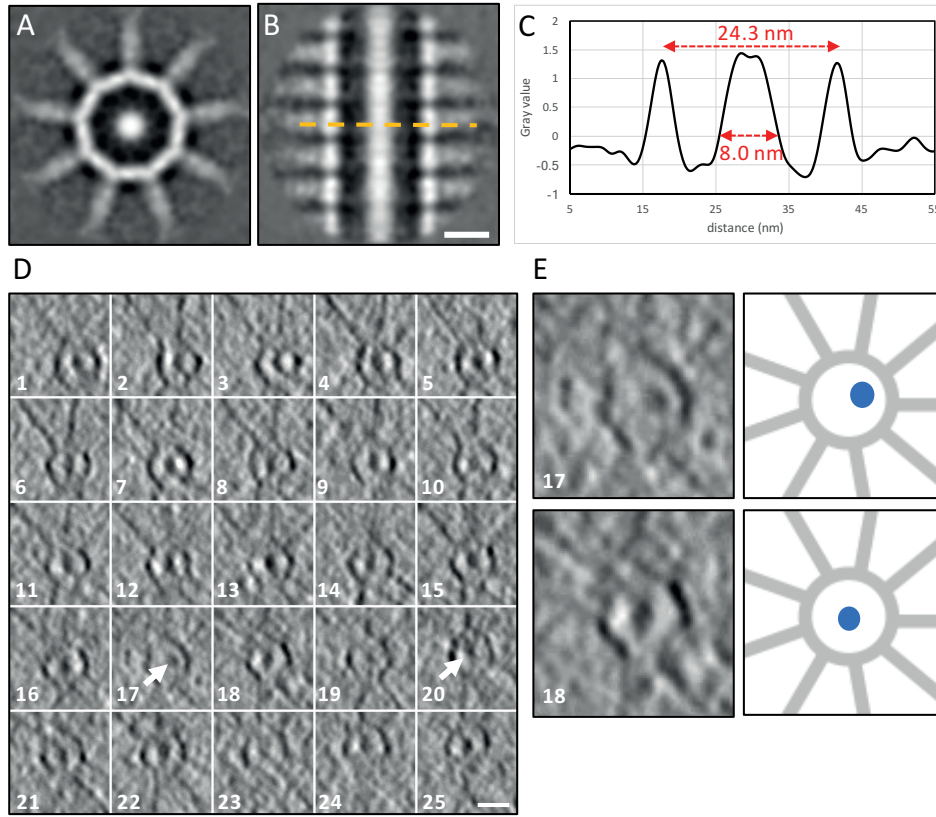 A
B
C
24.3 nm
8.0 nm
Gray value
2
1.5
1
0.5
0
-0.5
-1
5 15 25 35 45 55
distance (nm)
D
E
1 2 3 4 5
6 7 8 9 10
11 12 13 14 15
16 17 18 19 20
21 22 23 24 25
17
18